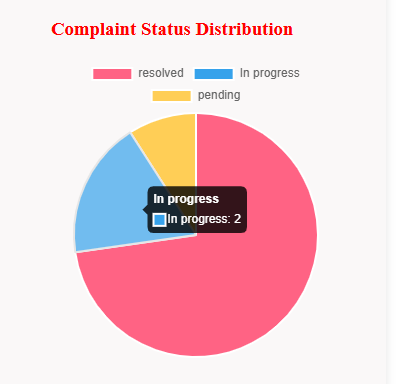 Complaint Status Distribution
resolved In progress
pending
In progress
In progress: 2